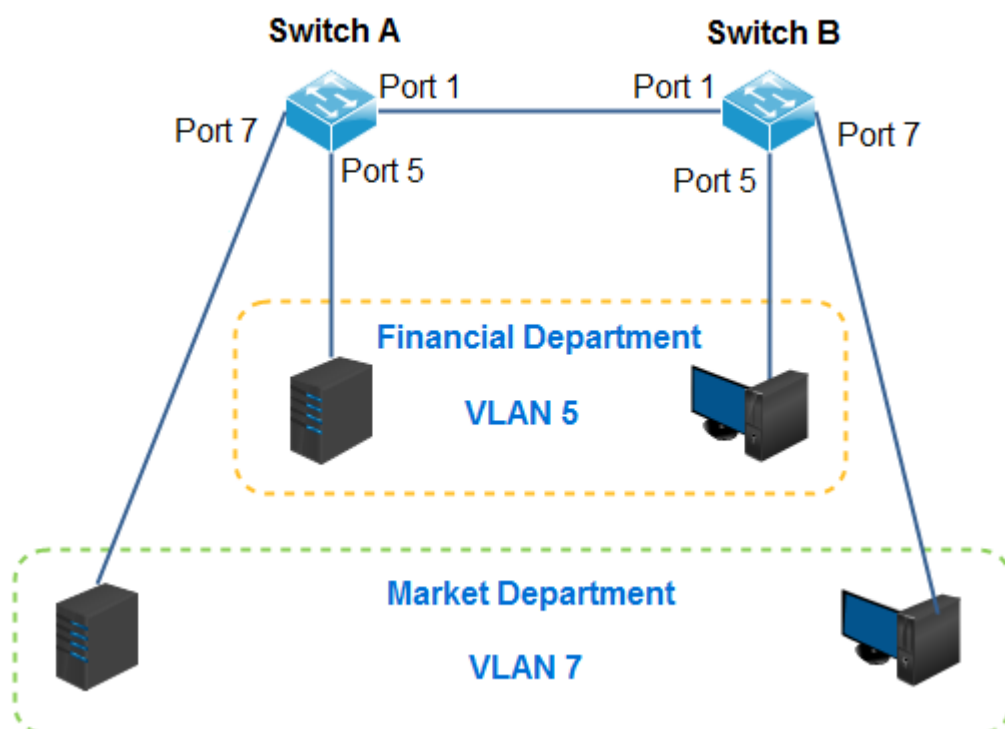 Switch A
Switch B
Port 1
Port 1
Port 7
Port 7
Port 5
Port 5
Financial Department
VLAN 5
Market Department
VLAN 7